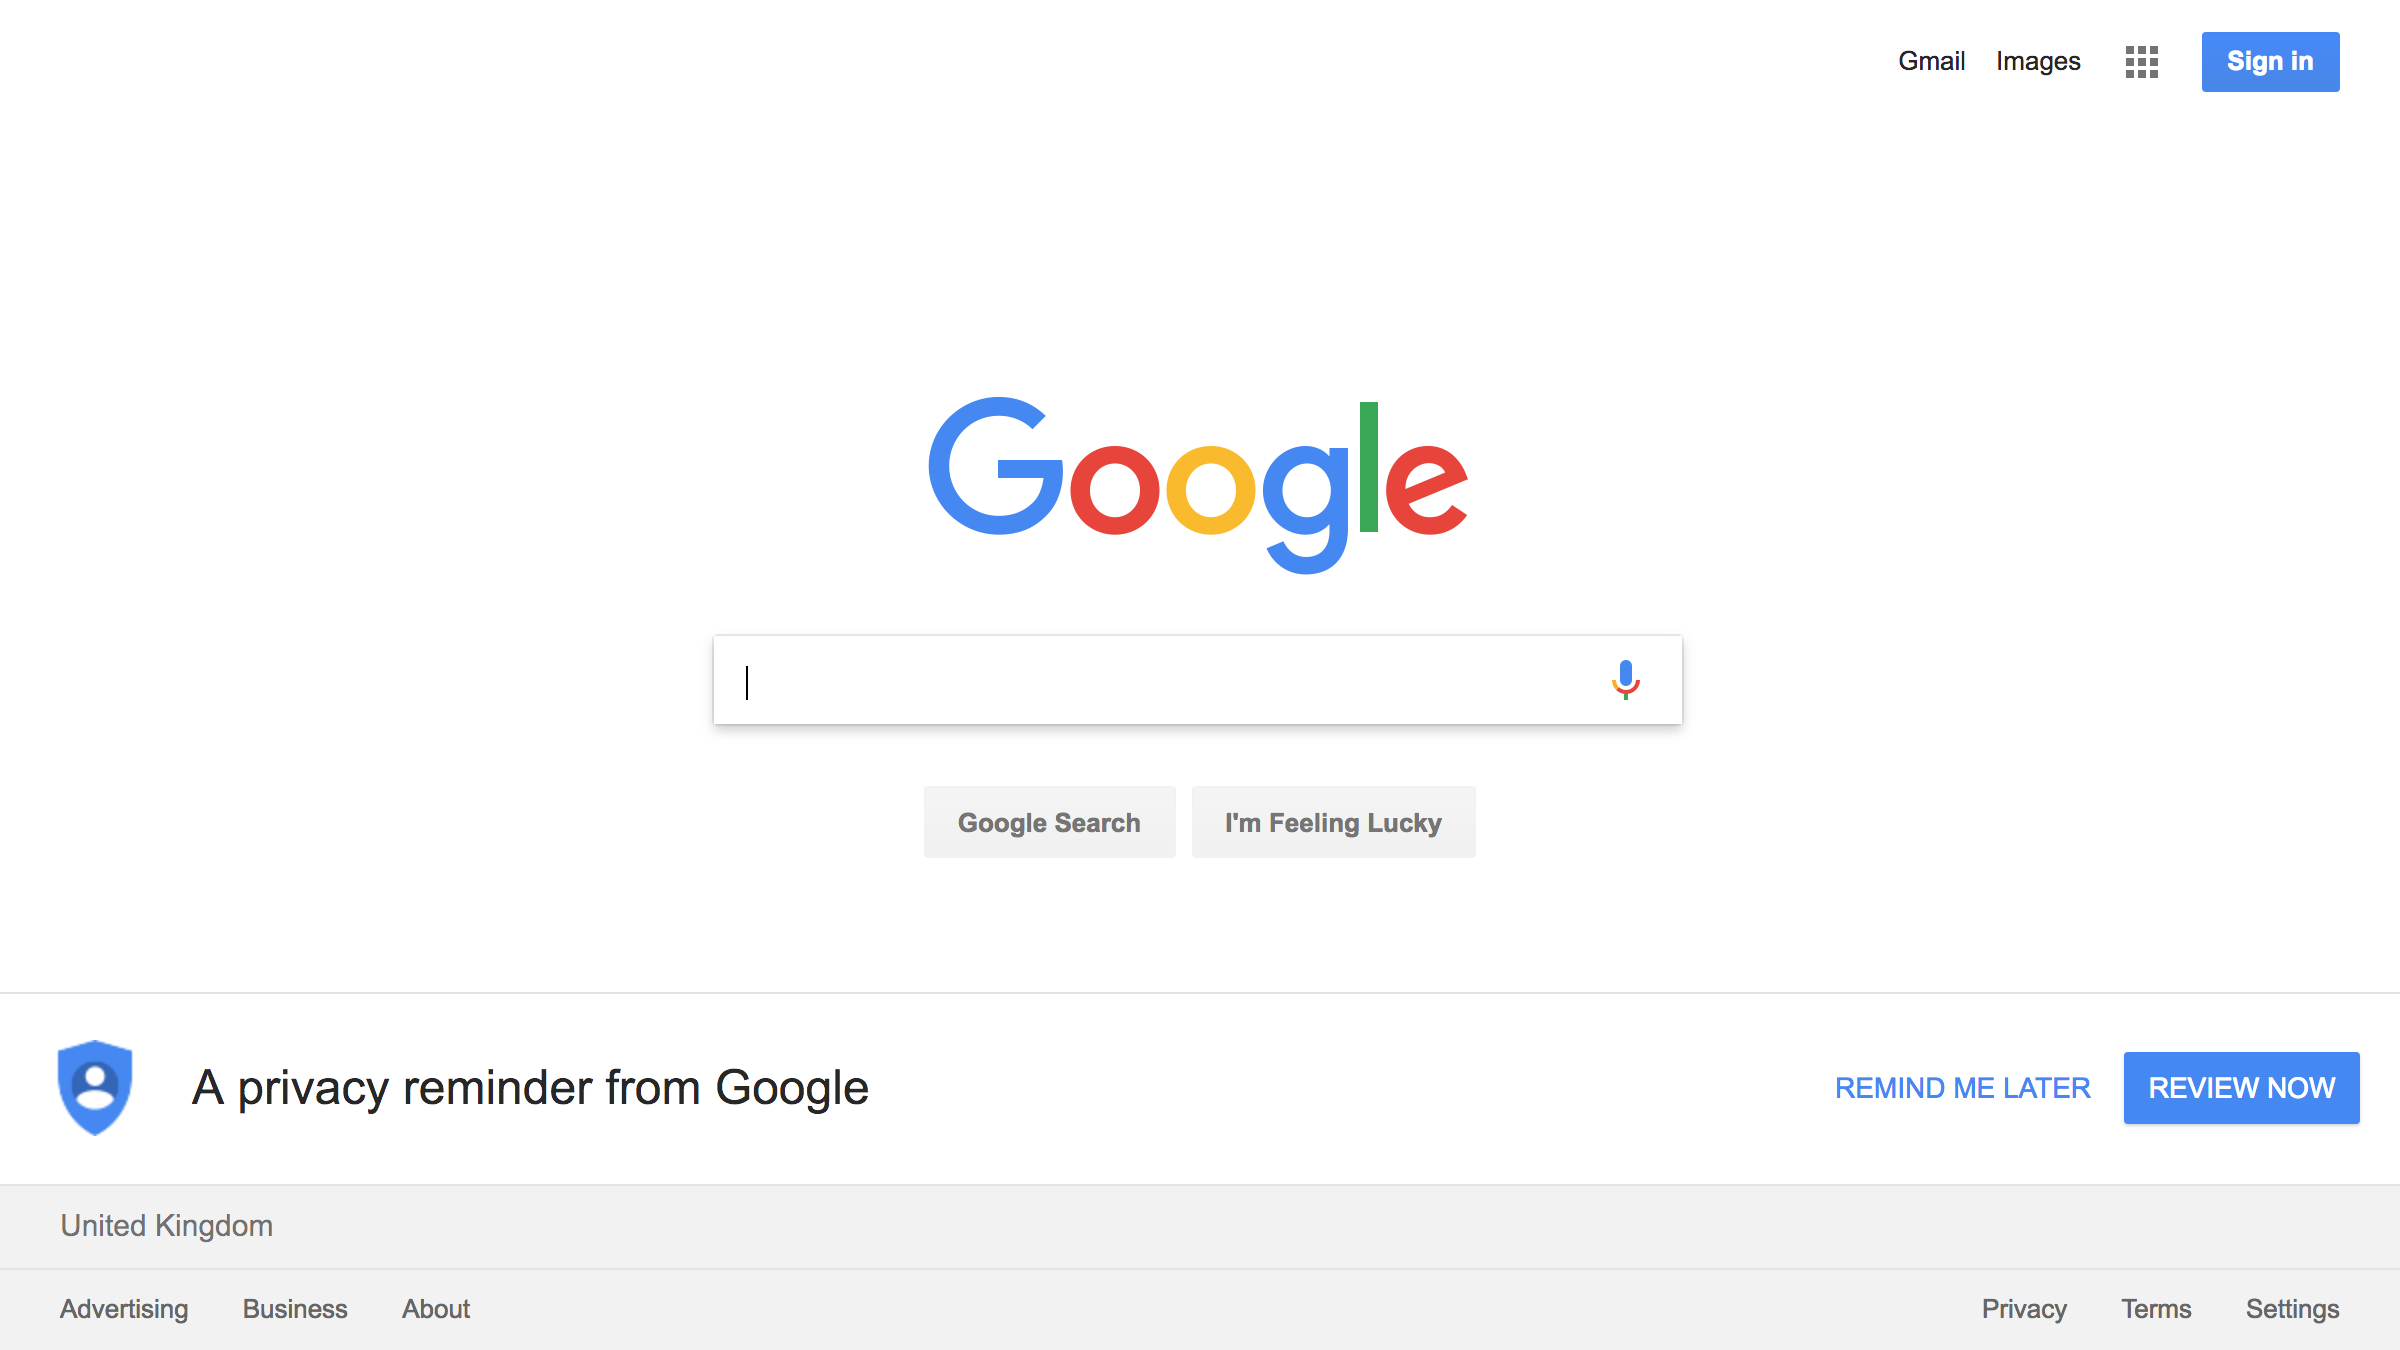 Gmail Images Sign in
Google
Google Search I'm Feeling Lucky
A privacy reminder from Google REMIND ME LATER REVIEW NOW
United Kingdom
Advertising Business About Privacy Terms Settings